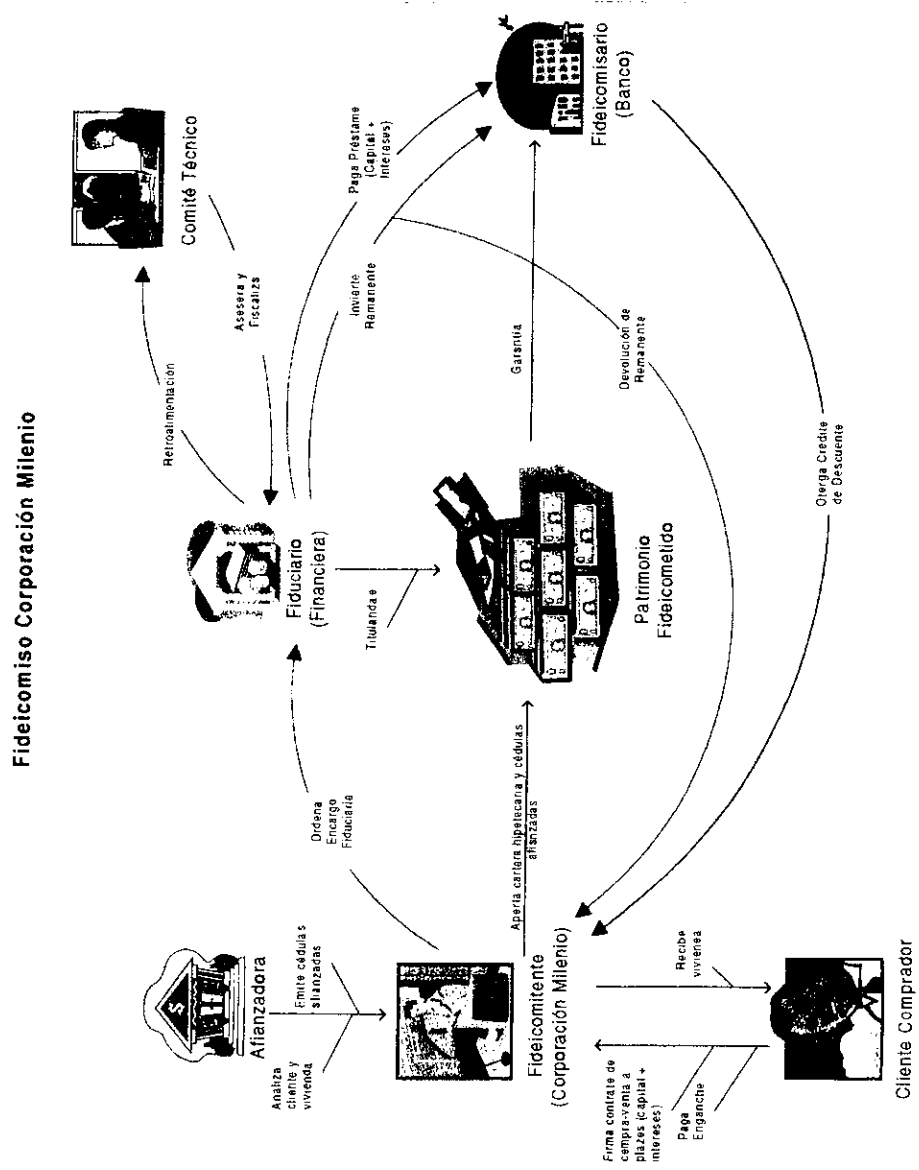 Fideicomiso Corporación Milenio
Afianzadora
Analiza
cliente y
vivienda
Emite cédulas
afianzadas
Ordena
Encargo
Fiduciario
Retroalimentación
Comité Técnico
Asesora y
Fiscaliza
Fiduciario
(Financiera)
Paga Préstamo
(Capital +
Intereses)
Invierte
Remanente
Titulandae
Fideicomitente
(Corporación Milenio)
Aporta cartera hipotecaria y cédulas
afianzadas
Patrimonio
Fideicometido
Garantía
Fideicomisario
(Banco)
Devolución de
Remanente
Otorga Crédito
de Descuento
Firma contrato de
compra-venta a
plazos (capital +
intereses)
Paga
Enganche
Recibe
vivienda
Cliente Comprador